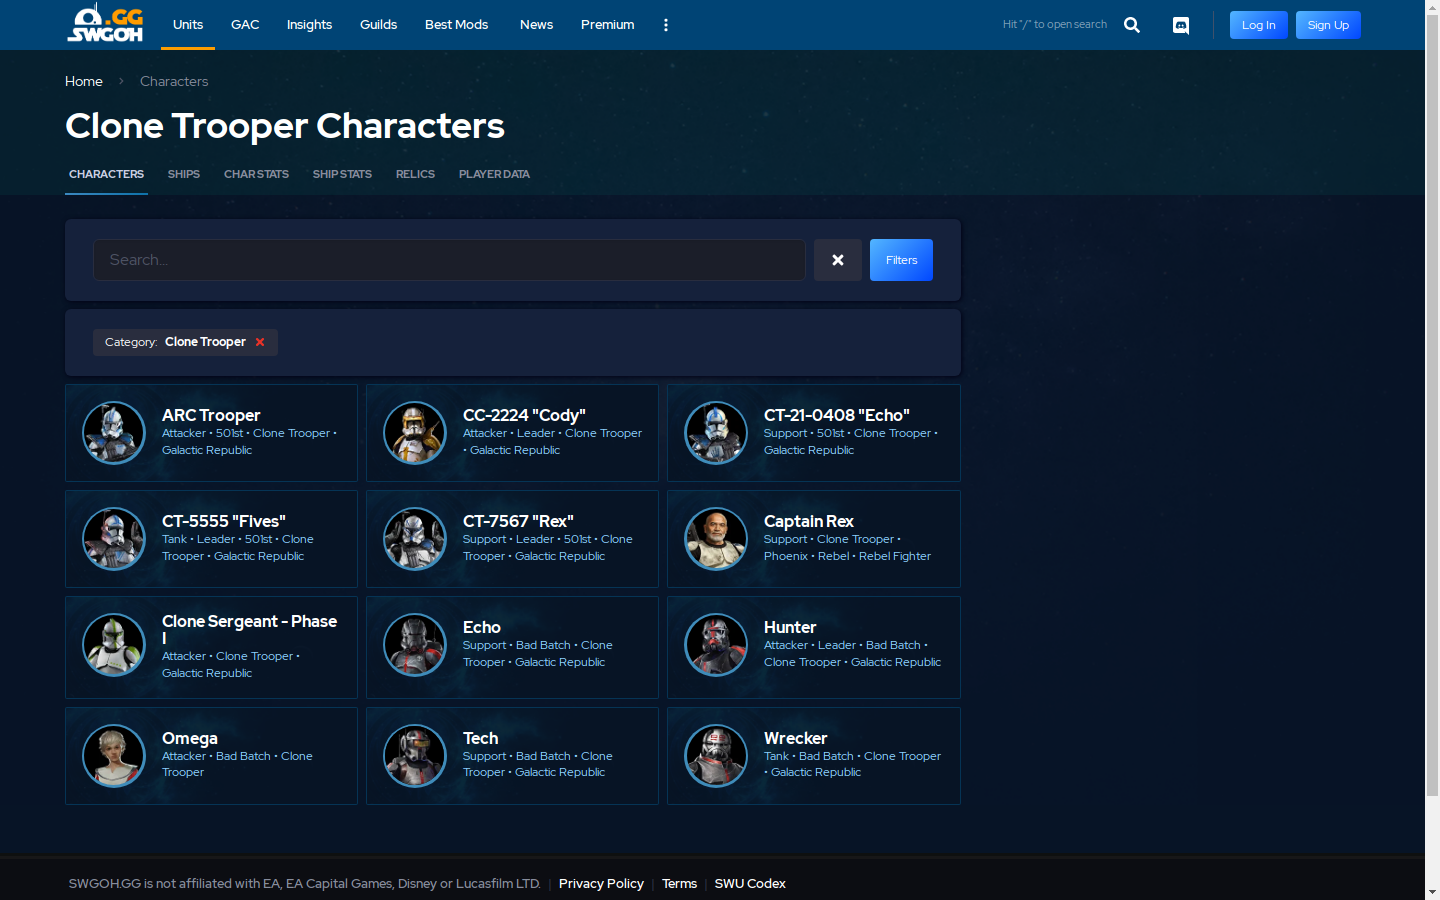 .GG
SWGOH
Units
GAC
Insights
Guilds
Best Mods
News
Premium
Hit "/" to open search
Log In
Sign Up
Home
Characters
Clone Trooper Characters
CHARACTERS
SHIPS
CHAR STATS
SHIP STATS
RELICS
PLAYER DATA
Search...
Filters
Category: Clone Trooper
ARC Trooper
Attacker • 501st • Clone Trooper •
Galactic Republic
CC-2224 "Cody"
Attacker • Leader • Clone Trooper
• Galactic Republic
CT-21-0408 "Echo"
Support • 501st • Clone Trooper •
Galactic Republic
CT-5555 "Fives"
Tank • Leader • 501st • Clone
Trooper • Galactic Republic
CT-7567 "Rex"
Support • Leader • 501st • Clone
Trooper • Galactic Republic
Captain Rex
Support • Clone Trooper •
Phoenix • Rebel • Rebel Fighter
Clone Sergeant - Phase
I
Attacker • Clone Trooper •
Galactic Republic
Echo
Support • Bad Batch • Clone
Trooper • Galactic Republic
Hunter
Attacker • Leader • Bad Batch •
Clone Trooper • Galactic Republic
Omega
Attacker • Bad Batch • Clone
Trooper
Tech
Support • Bad Batch • Clone
Trooper • Galactic Republic
Wrecker
Tank • Bad Batch • Clone Trooper
• Galactic Republic
SWGOH.GG is not affiliated with EA, EA Capital Games, Disney or Lucasfilm LTD. | Privacy Policy | Terms | SWU Codex